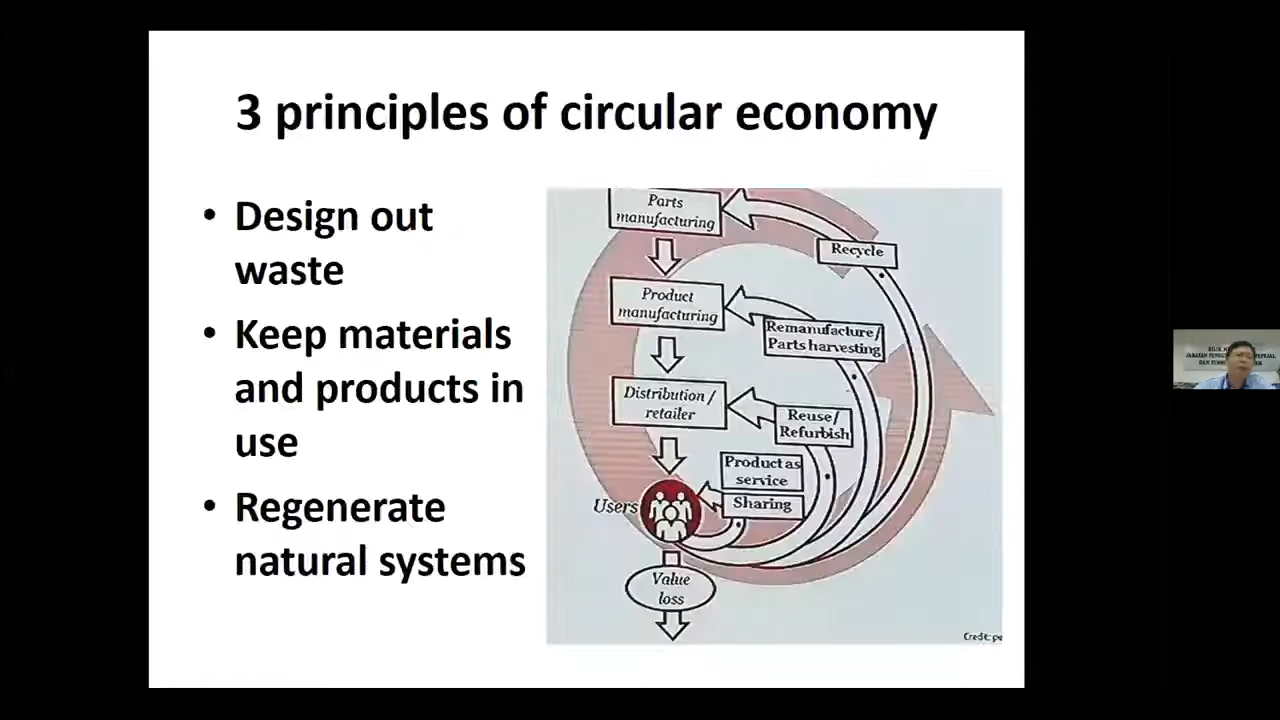 3 principles of circular economy
• Design out
waste
• Keep materials
and products in
use
• Regenerate
natural systems
Parts
manufacturing
Recycle
Product
manufacturing
Remanufacture/
Parts harvesting
Distribution /
retailer
Reuse/
Refurbish
Product as
service
Sharing
Users
Value
loss
Credit: